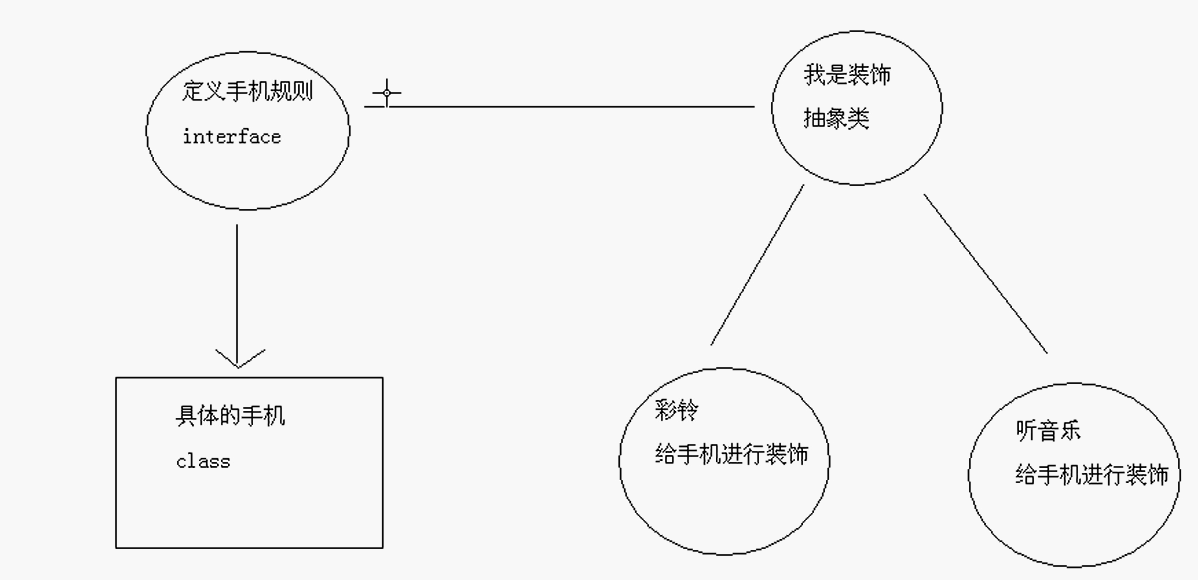 定义手机规则
interface
我是装饰
抽象类
具体的手机
class
彩铃
给手机进行装饰
听音乐
给手机进行装饰